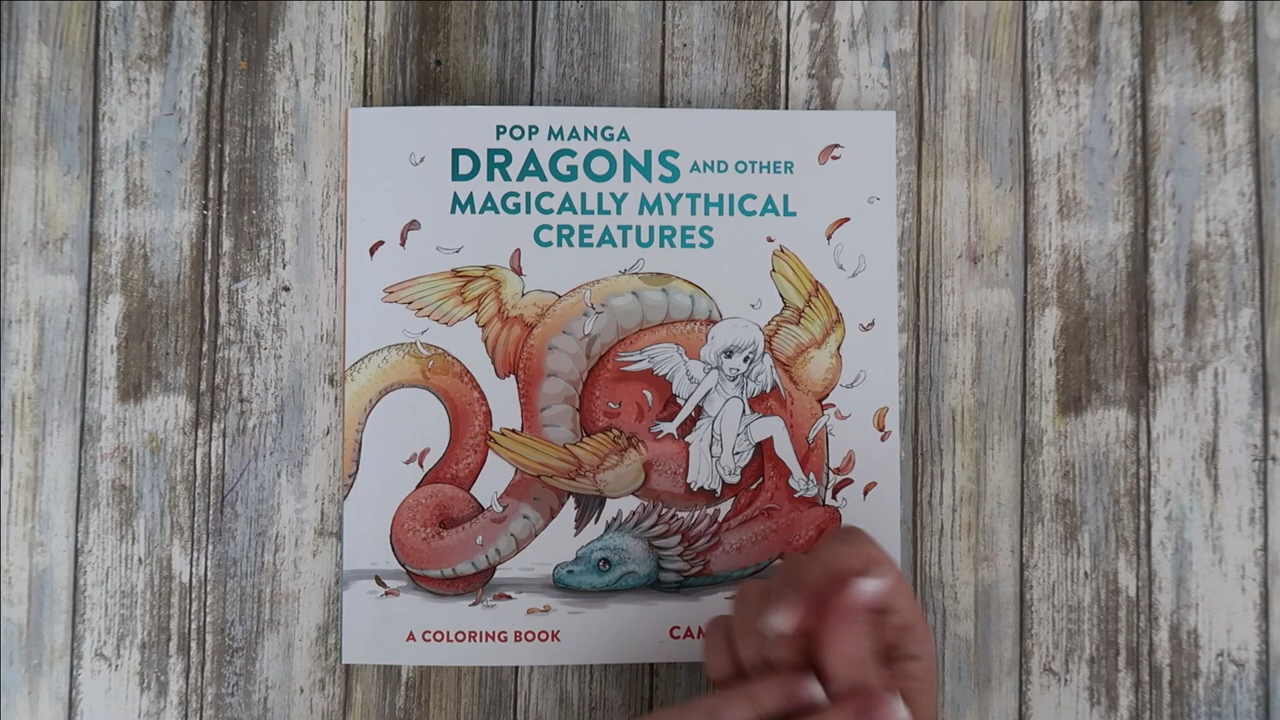 POP MANGA
DRAGONS AND OTHER
MAGICALLY MYTHICAL
CREATURES
A COLORING BOOK